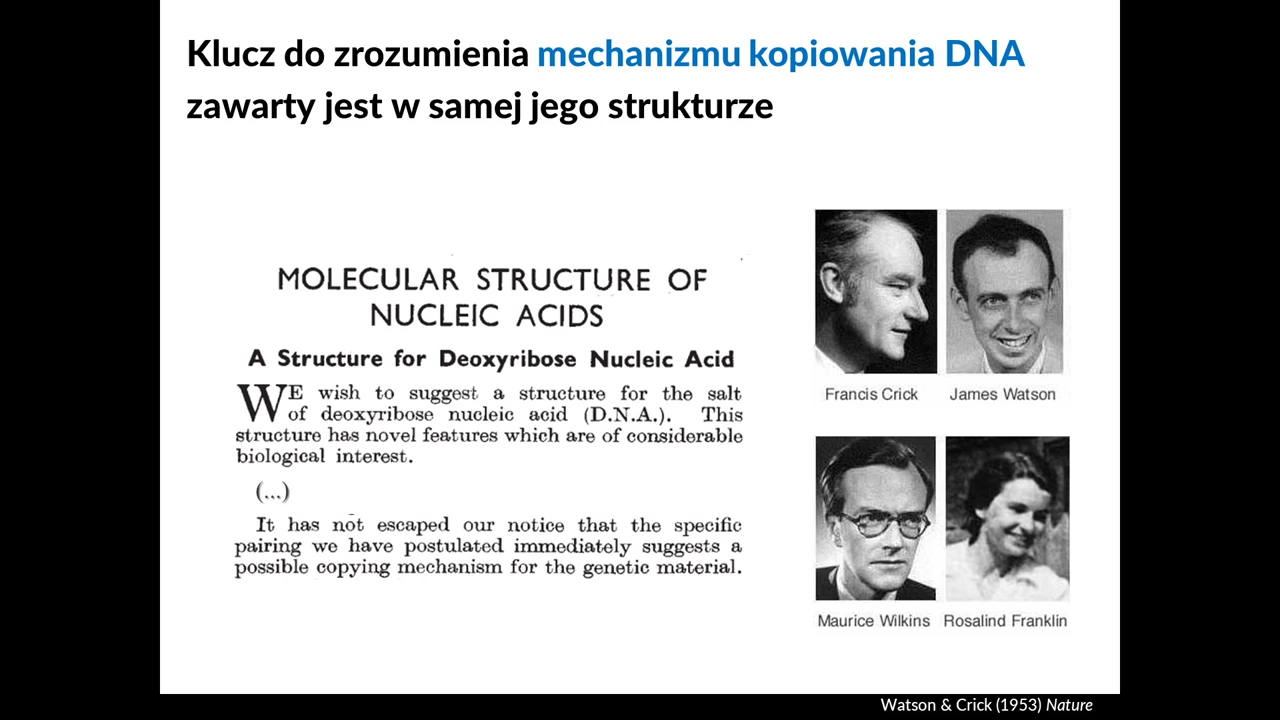 Klucz do zrozumienia mechanizmu kopiowania DNA
zawarty jest w samej jego strukturze
MOLECULAR STRUCTURE OF
NUCLEIC ACIDS
A Structure for Deoxyribose Nucleic Acid
WE wish to suggest a structure for the salt
of deoxyribose nucleic acid (D.N.A.). This
structure has novel features which are of considerable
biological interest.
(...)
It has not escaped our notice that the specific
pairing we have postulated immediately suggests a
possible copying mechanism for the genetic material.
Francis Crick
James Watson
Maurice Wilkins
Rosalind Franklin
Watson & Crick (1953) Nature